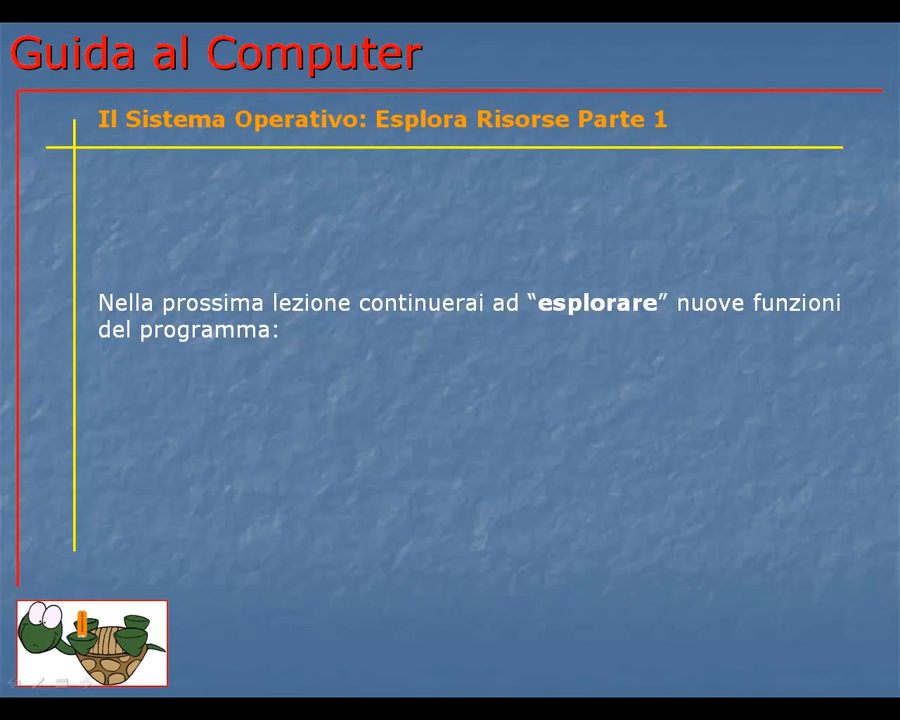 Guida al Computer
Il Sistema Operativo: Esplora Risorse Parte 1
Nella prossima lezione continuerai ad “esplorare” nuove funzioni
del programma: